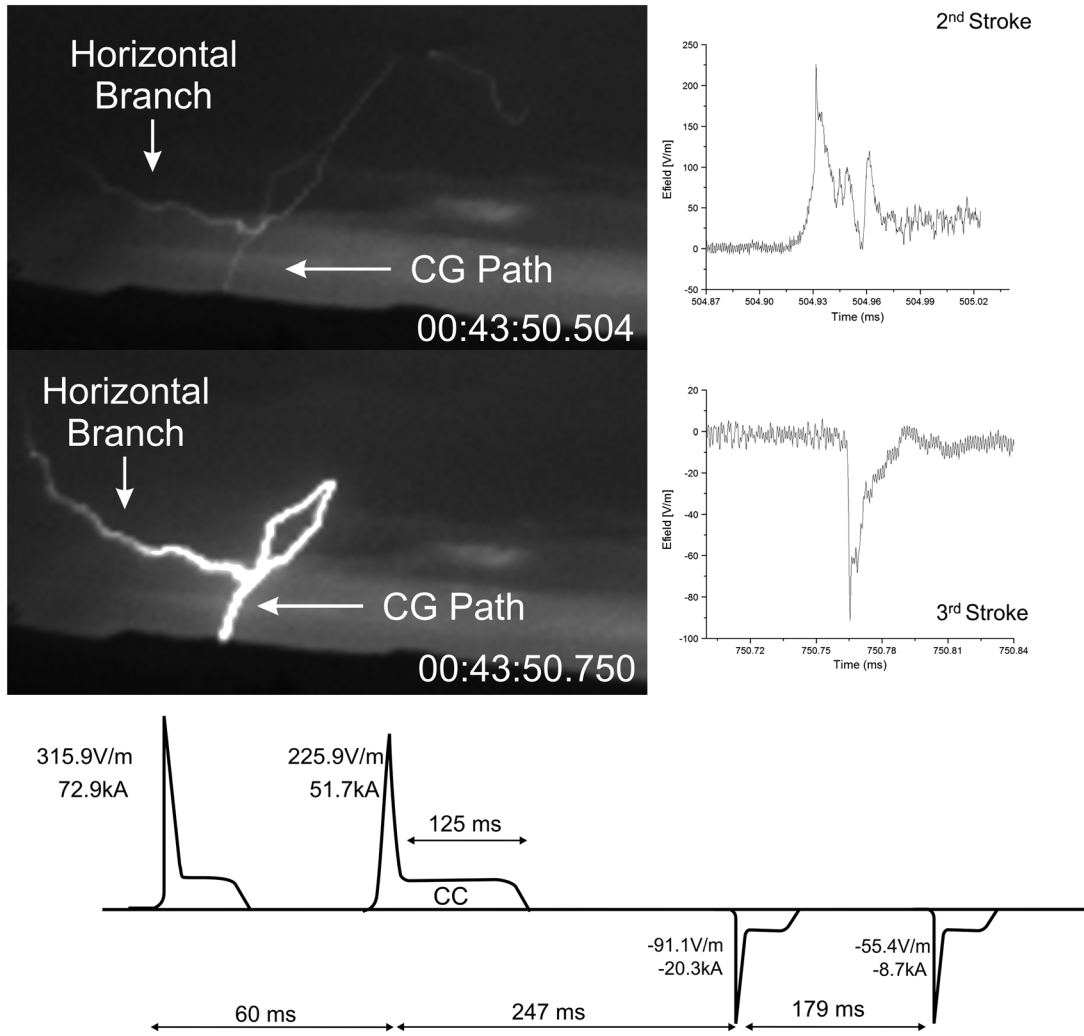 Horizontal
Branch
CG Path
00:43:50.504
2nd Stroke
Efield [V/m]
250
200
150
100
50
0
-50
504.87 504.90 504.93 504.96 504.99 505.02
Time (ms)
Horizontal
Branch
CG Path
00:43:50.750
Efield [V/m]
20
0
-20
-40
-60
-80
-100
3rd Stroke
750.72 750.75 750.78 750.81 750.84
Time (ms)
315.9V/m
72.9kA
225.9V/m
51.7kA
125 ms
CC
-91.1V/m
-20.3kA
-55.4V/m
-8.7kA
60 ms
247 ms
179 ms